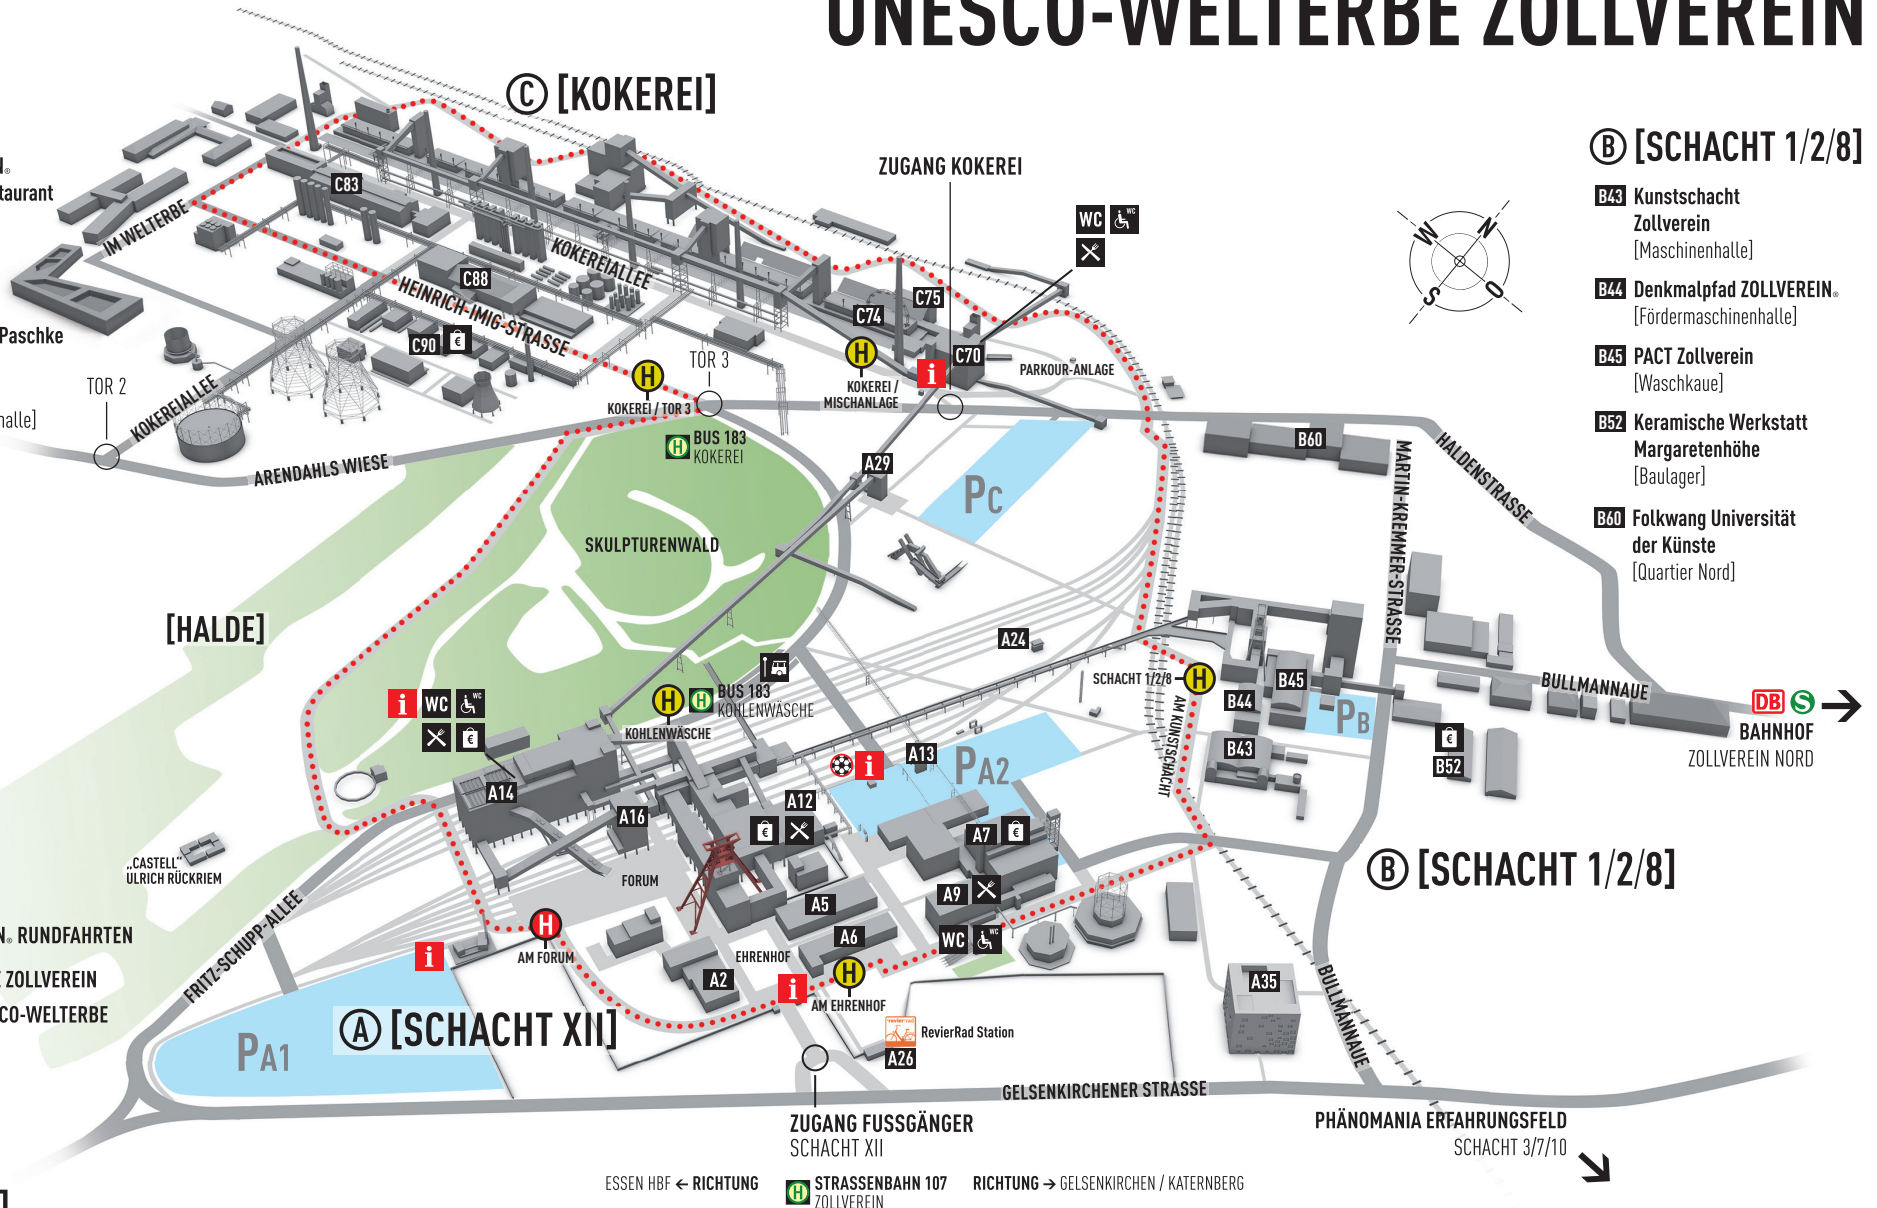 UNESCO-WELTERBE ZOLLVEREIN
C [KOKEREI]
ZUGANG KOKEREI
B [SCHACHT 1/2/8]
B43 Kunstschacht
Zollverein
[Maschinenhalle]
B44 Denkmalpfad ZOLLVEREIN®
[Fördermaschinenhalle]
B45 PACT Zollverein
[Waschkaue]
B52 Keramische Werkstatt
Margaretenhöhe
[Baulager]
B60 Folkwang Universität
der Künste
[Quartier Nord]
N®
taurant
Paschke
halle]
N® RUNDFAHRTEN
E ZOLLVEREIN
CO-WELTERBE
]
WC WC
N
W
S
O
C83
IM WELTERBE
KOKEREIALLEE
C88
HEINRICH-IMIG-STRASSE
C90 €
C75
C74
H
KOKEREI /
MISCHANLAGE
i
C70
PARKOUR-ANLAGE
TOR 2
KOKEREIALLEE
H
KOKEREI / TOR 3
TOR 3
H BUS 183
KOKEREI
ARENDAHLS WIESE
A29
PC
B60
MARTIN-KREMMER-STRASSE
HALDENSTRASSE
SKULPTURENWALD
[HALDE]
A24
SCHACHT 1/2/8 H
B44
B45
PB
AM KUNSTSCHACHT
B43
€
B52
BULLMANNAUE
DB S
BAHNHOF
ZOLLVEREIN NORD
i WC WC
€
H H BUS 183
KOHLENWÄSCHE
KOHLENWÄSCHE
A14
A16
i
A13
PA2
A12
€
A7 €
A9
A5
A6
WC WC
FORUM
„CASTELL“
ULRICH RÜCKRIEM
FRITZ-SCHUPP-ALLEE
H
AM FORUM
i
A2
EHRENHOF
i
H
AM EHRENHOF
revierrad
RevierRad Station
A26
A35
B [SCHACHT 1/2/8]
BULLMANNAUE
A [SCHACHT XII]
PA1
GELSENKIRCHENER STRASSE
ZUGANG FUSSGÄNGER
SCHACHT XII
PHÄNOMANIA ERFAHRUNGSFELD
SCHACHT 3/7/10
ESSEN HBF ← RICHTUNG H STRASSENBAHN 107 RICHTUNG → GELSENKIRCHEN / KATERNBERG
ZOLLVEREIN